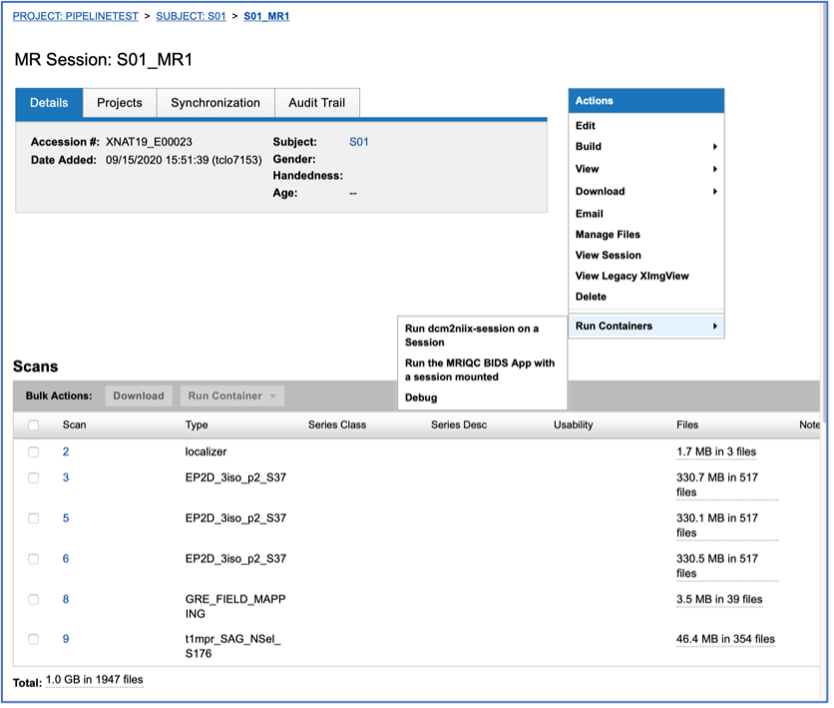 PROJECT: PIPELINETEST > SUBJECT: S01 > S01_MR1
MR Session: S01_MR1
Details Projects Synchronization Audit Trail
Accession #: XNAT19_E00023
Date Added: 09/15/2020 15:51:39 (tclo7153)
Subject: S01
Gender:
Handedness:
Age: --
Actions
Edit
Build
View
Download
Email
Manage Files
View Session
View Legacy XImgView
Delete
Run Containers
Run dcm2niix-session on a
Session
Run the MRIQC BIDS App with
a session mounted
Debug
Scans
Bulk Actions: Download Run Container
Scan Type Series Class Series Desc Usability Files Note
2 localizer 1.7 MB in 3 files
3 EP2D_3iso_p2_S37 330.7 MB in 517
files
5 EP2D_3iso_p2_S37 330.1 MB in 517
files
6 EP2D_3iso_p2_S37 330.5 MB in 517
files
8 GRE_FIELD_MAPP 3.5 MB in 39 files
ING
9 t1mpr_SAG_NSel_ 46.4 MB in 354 files
S176
Total: 1.0 GB in 1947 files